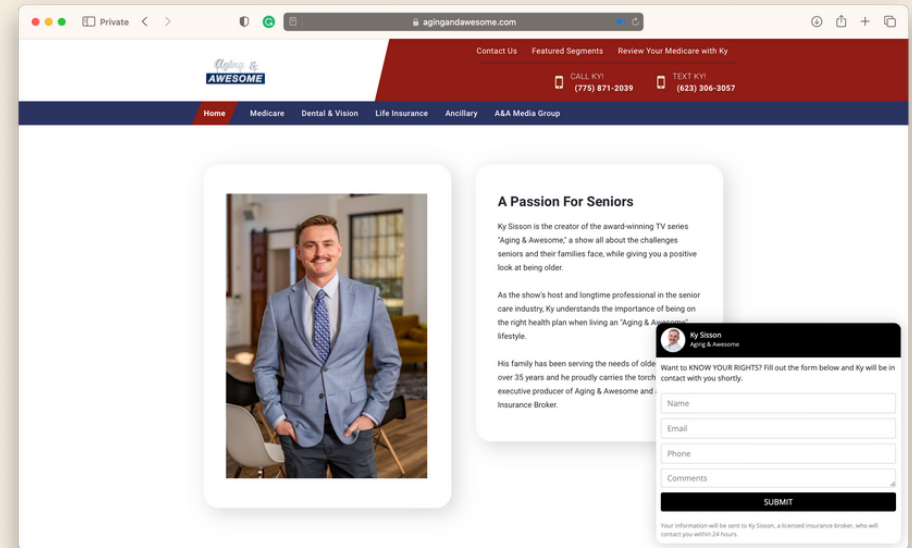 Private
agingandawesome.com
Contact Us Featured Segments Review Your Medicare with Ky
Aging &
AWESOME
CALL KY!
(775) 871-2039
TEXT KY!
(623) 306-3057
Home Medicare Dental & Vision Life Insurance Ancillary A&A Media Group
A Passion For Seniors
Ky Sisson is the creator of the award-winning TV series
"Aging & Awesome," a show all about the challenges
seniors and their families face, while giving you a positive
look at being older.
As the show's host and longtime professional in the senior
care industry, Ky understands the importance of being on
the right health plan when living an "Aging & Awesome"
lifestyle.
His family has been serving the needs of olde
over 35 years and he proudly carries the torch
executive producer of Aging & Awesome and
Insurance Broker.
Ky Sisson
Aging & Awesome
Want to KNOW YOUR RIGHTS? Fill out the form below and Ky will be in
contact with you shortly.
Name
Email
Phone
Comments
SUBMIT
Your information will be sent to Ky Sisson, a licensed insurance broker, who will
contact you within 24 hours.